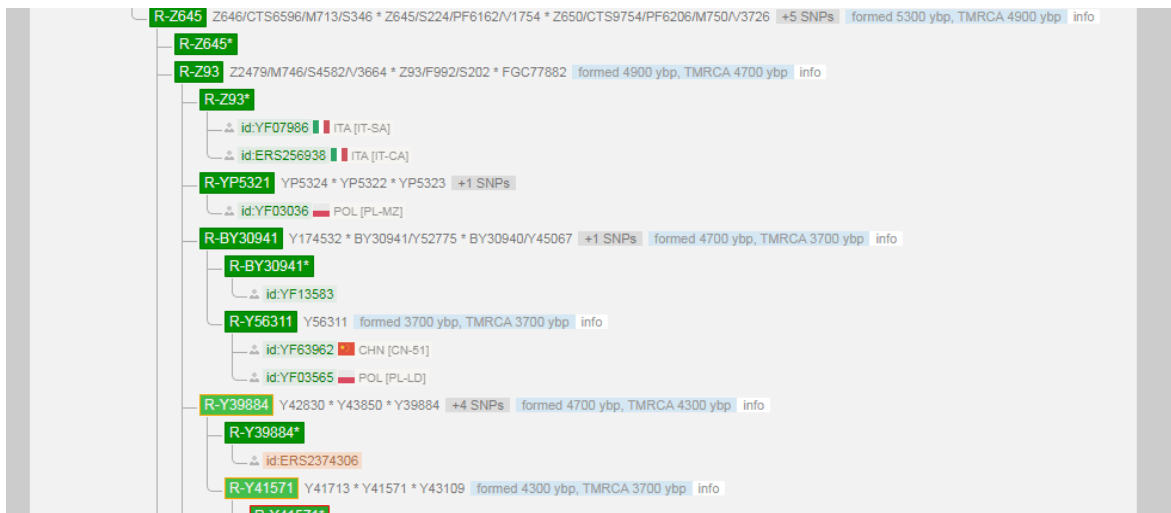 R-Z645 Z646/CTS6596/M713/S346 * Z645/S224/PF6162/V1754 * Z650/CTS9754/PF6206/M750/V3726 +5 SNPs formed 5300 ybp, TMRCA 4900 ybp info
R-Z645*
R-Z93 Z2479/M746/S4582/V3664 * Z93/F992/S202 * FGC77882 formed 4900 ybp, TMRCA 4700 ybp info
R-Z93*
id:YF07986 ITA [IT-SA]
id:ERS256938 ITA [IT-CA]
R-YP5321 YP5324 * YP5322 * YP5323 +1 SNPs
id:YF03036 POL [PL-MZ]
R-BY30941 Y174532 * BY30941/Y52775 * BY30940/Y45067 +1 SNPs formed 4700 ybp, TMRCA 3700 ybp info
R-BY30941*
id:YF13583
R-Y56311 Y56311 formed 3700 ybp, TMRCA 3700 ybp info
id:YF63962 CHN [CN-51]
id:YF03565 POL [PL-LD]
R-Y39884 Y42830 * Y43850 * Y39884 +4 SNPs formed 4700 ybp, TMRCA 4300 ybp info
R-Y39884*
id:ERS2374306
R-Y41571 Y41713 * Y41571 * Y43109 formed 4300 ybp, TMRCA 3700 ybp info
R-Y41571*